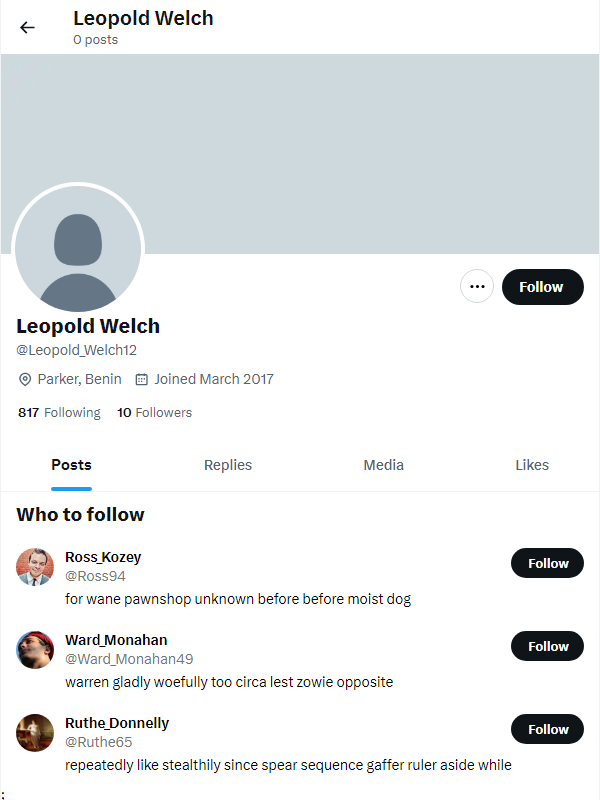 Leopold Welch
0 posts
Follow
Leopold Welch
@Leopold_Welch12
Parker, Benin Joined March 2017
817 Following 10 Followers
Posts Replies Media Likes
Who to follow
Ross_Kozey
@Ross94
Follow
for wane pawnshop unknown before before moist dog
Ward_Monahan
@Ward_Monahan49
Follow
warren gladly woefully too circa lest zowie opposite
Ruthe_Donnelly
@Ruthe65
Follow
repeatedly like stealthily since spear sequence gaffer ruler aside while
;